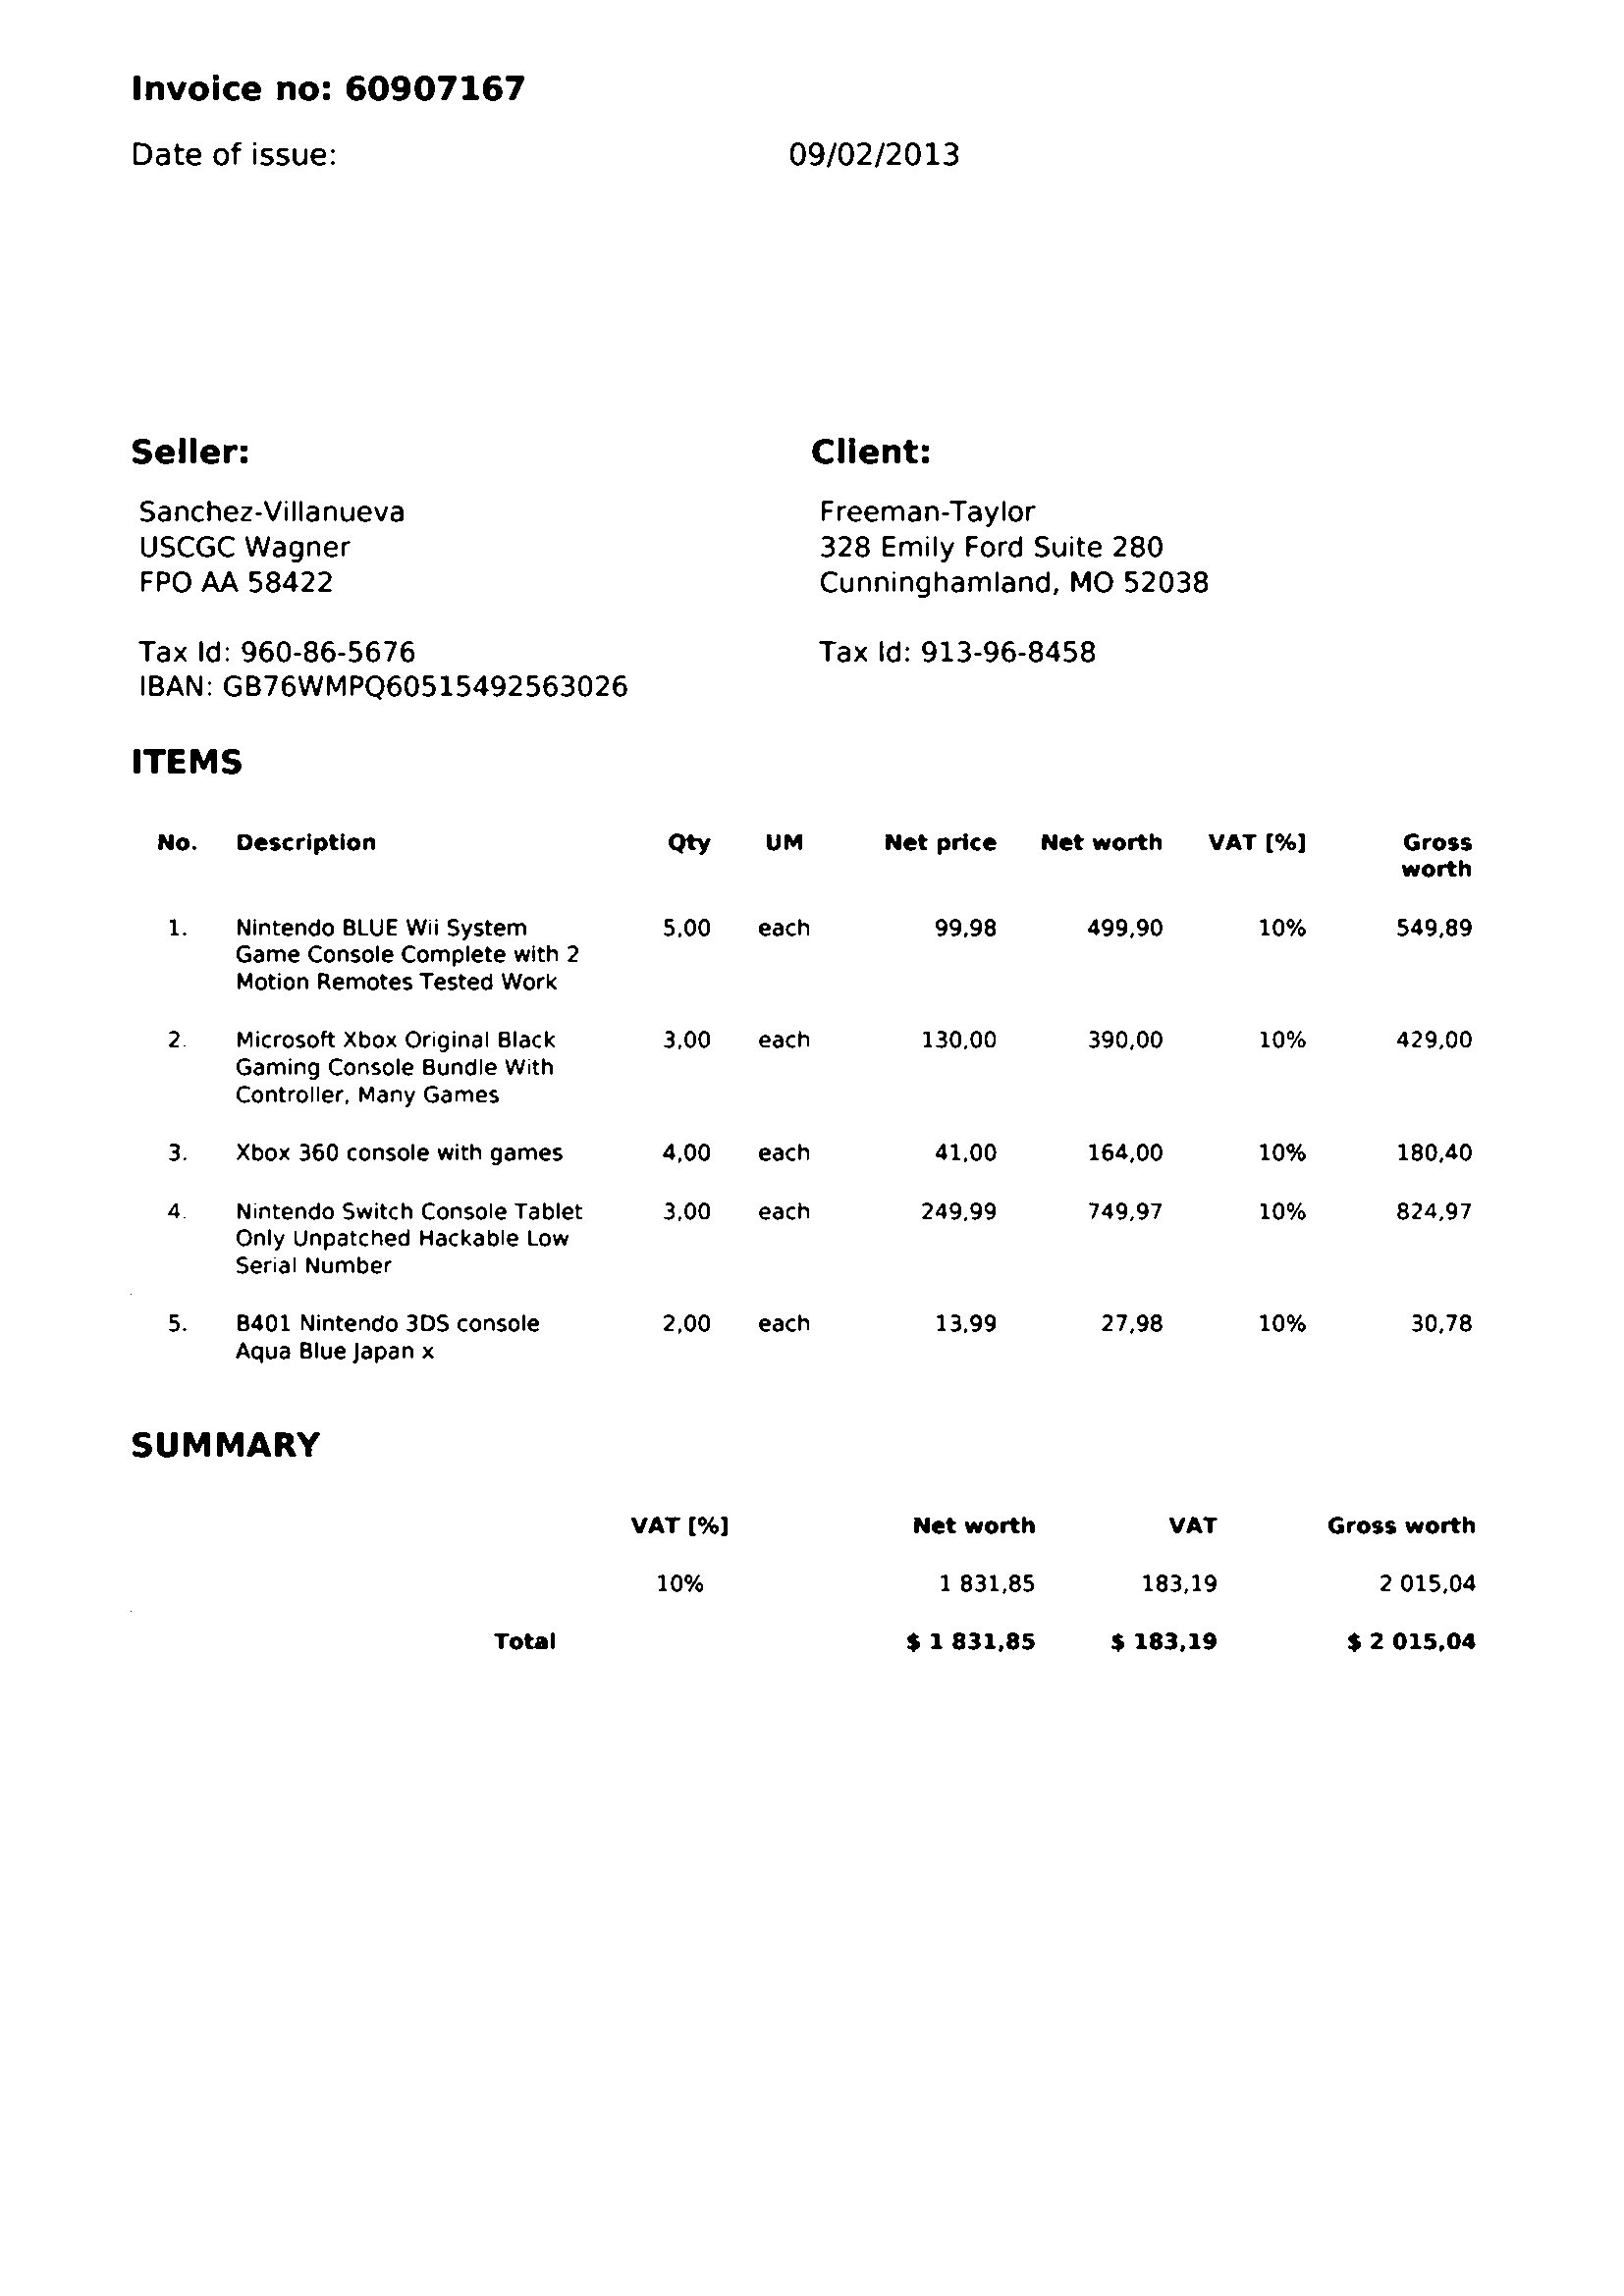 Invoice no: 60907167
Date of issue: 09/02/2013
Seller: Client:
Sanchez-Villanueva Freeman-Taylor
USCGC Wagner 328 Emily Ford Suite 280
FPO AA 58422 Cunninghamland, MO 52038
Tax Id: 960-86-5676 Tax Id: 913-96-8458
IBAN: GB76WMPQ60515492563026
ITEMS
No. Description Qty UM Net price Net worth VAT [%] Gross
worth
1. Nintendo BLUE Wii System 5,00 each 99,98 499,90 10% 549,89
Game Console Complete with 2
Motion Remotes Tested Work
2. Microsoft Xbox Original Black 3,00 each 130,00 390,00 10% 429,00
Gaming Console Bundle With
Controller, Many Games
3. Xbox 360 console with games 4,00 each 41,00 164,00 10% 180,40
4. Nintendo Switch Console Tablet 3,00 each 249,99 749,97 10% 824,97
Only Unpatched Hackable Low
Serial Number
5. B401 Nintendo 3DS console 2,00 each 13,99 27,98 10% 30,78
Aqua Blue Japan x
SUMMARY
VAT [%] Net worth VAT Gross worth
10% 1 831,85 183,19 2 015,04
Total $ 1 831,85 $ 183,19 $ 2 015,04